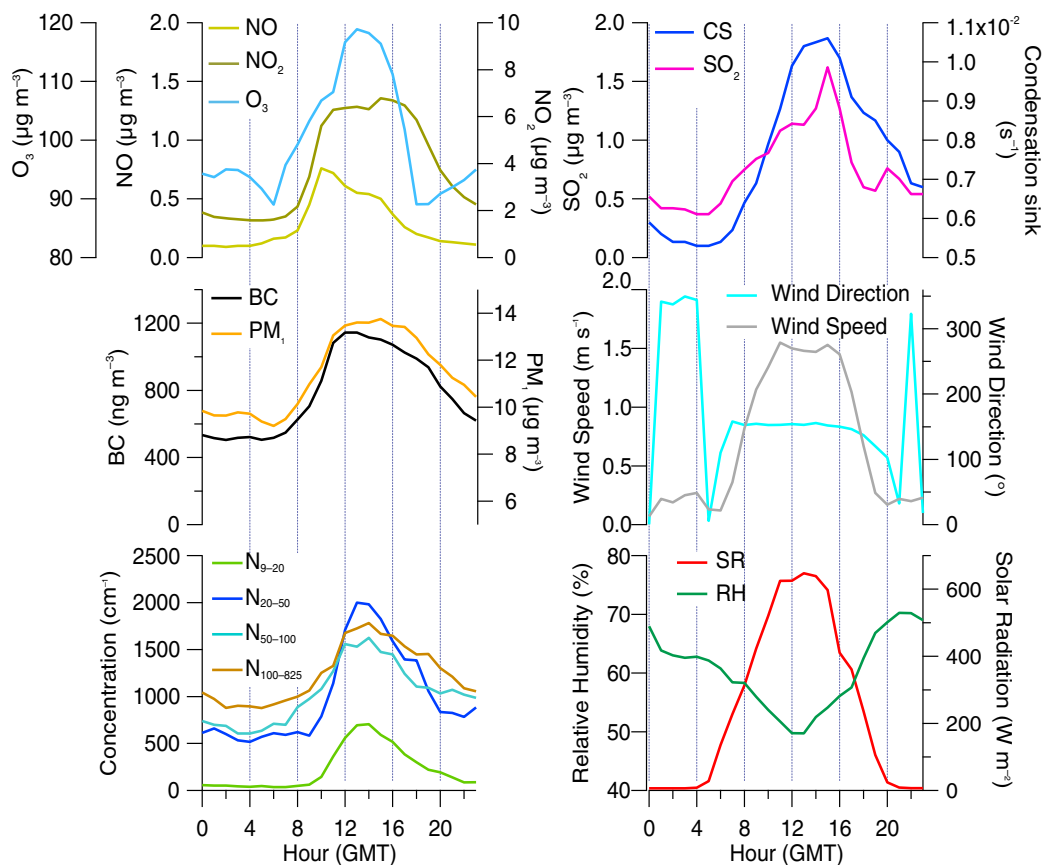 O₃ (µg m⁻³)
120
110
100
90
80
NO (µg m⁻³)
2.0
1.5
1.0
0.5
0.0
NO
NO₂
O₃
10
8
6
4
2
0
NO₂ (µg m⁻³)
SO₂ (µg m⁻³)
2.0
1.5
1.0
0.5
0.0
CS
SO₂
1.1x10⁻²
1.0
0.9
0.8
0.7
0.6
0.5
Condensation sink
(s⁻¹)
BC (ng m⁻³)
1200
800
400
0
BC
PM₁
14
12
10
8
6
PM₁ (µg m⁻³)
Wind Speed (m s⁻¹)
2.0
1.5
1.0
0.5
0.0
Wind Direction
Wind Speed
300
200
100
0
Wind Direction (°)
Concentration (cm⁻¹)
2500
2000
1500
1000
500
0
N₉₋₂₀
N₂₀₋₅₀
N₅₀₋₁₀₀
N₁₀₀₋₈₂₅
0 4 8 12 16 20
Hour (GMT)
Relative Humidity (%)
80
70
60
50
40
SR
RH
600
400
200
0
Solar Radiation (W m⁻²)
0 4 8 12 16 20
Hour (GMT)